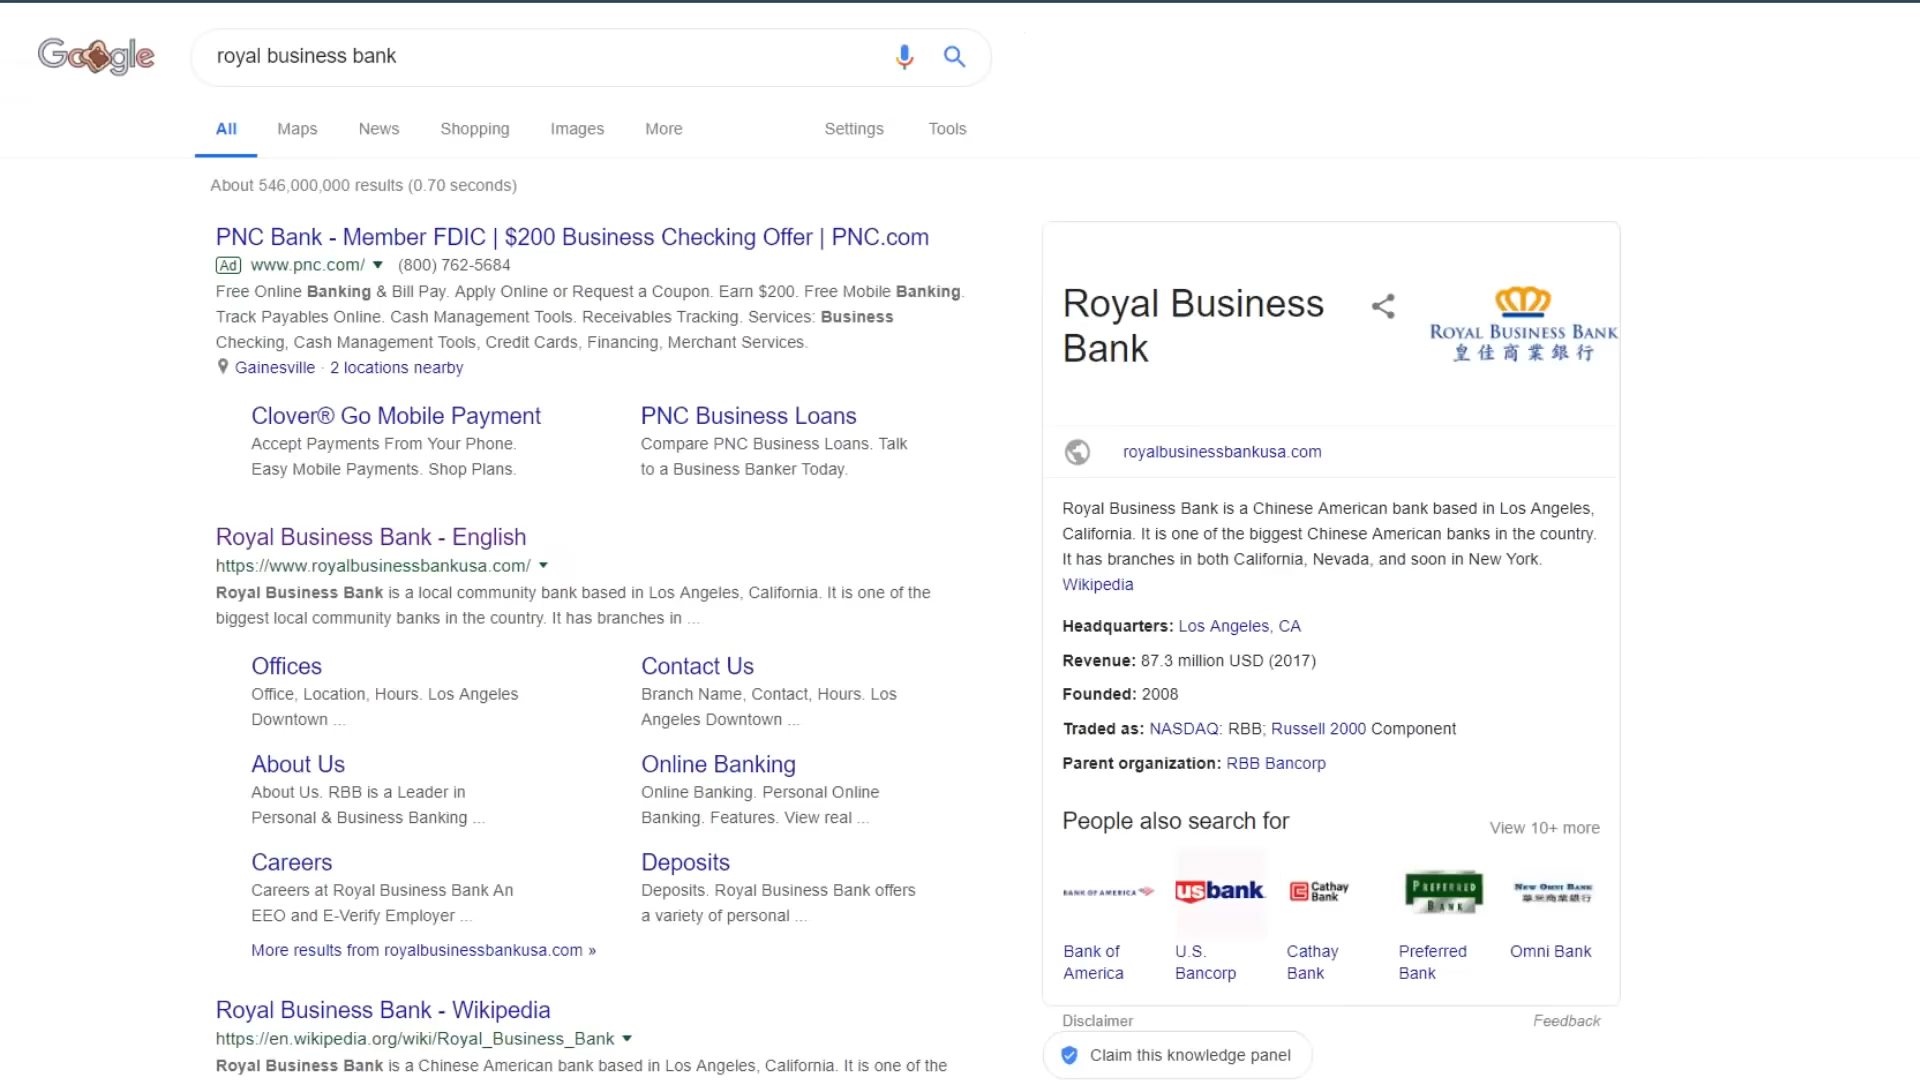 Google
royal business bank
All Maps News Shopping Images More Settings Tools
About 546,000,000 results (0.70 seconds)
PNC Bank - Member FDIC | $200 Business Checking Offer | PNC.com
Ad www.pnc.com/ (800) 762-5684
Free Online Banking & Bill Pay. Apply Online or Request a Coupon. Earn $200. Free Mobile Banking.
Track Payables Online. Cash Management Tools. Receivables Tracking. Services: Business
Checking, Cash Management Tools, Credit Cards, Financing, Merchant Services.
Gainesville · 2 locations nearby
Clover® Go Mobile Payment
Accept Payments From Your Phone.
Easy Mobile Payments. Shop Plans.
PNC Business Loans
Compare PNC Business Loans. Talk
to a Business Banker Today.
Royal Business Bank - English
https://www.royalbusinessbankusa.com/
Royal Business Bank is a local community bank based in Los Angeles, California. It is one of the
biggest local community banks in the country. It has branches in ...
Offices
Office, Location, Hours. Los Angeles
Downtown ...
Contact Us
Branch Name, Contact, Hours. Los
Angeles Downtown ...
About Us
About Us. RBB is a Leader in
Personal & Business Banking ...
Online Banking
Online Banking. Personal Online
Banking. Features. View real ...
Careers
Careers at Royal Business Bank An
EEO and E-Verify Employer ...
Deposits
Deposits. Royal Business Bank offers
a variety of personal ...
More results from royalbusinessbankusa.com »
Royal Business Bank - Wikipedia
https://en.wikipedia.org/wiki/Royal_Business_Bank
Royal Business Bank is a Chinese American bank based in Los Angeles, California. It is one of the
Royal Business
Bank
ROYAL BUSINESS BANK
皇佳商業銀行
royalbusinessbankusa.com
Royal Business Bank is a Chinese American bank based in Los Angeles,
California. It is one of the biggest Chinese American banks in the country.
It has branches in both California, Nevada, and soon in New York.
Wikipedia
Headquarters: Los Angeles, CA
Revenue: 87.3 million USD (2017)
Founded: 2008
Traded as: NASDAQ: RBB; Russell 2000 Component
Parent organization: RBB Bancorp
People also search for
View 10+ more
BANK OF AMERICA
usbank
Cathay
Bank
PREFERRED
BANK
NEW OMNI BANK
Bank of
America
U.S.
Bancorp
Cathay
Bank
Preferred
Bank
Omni Bank
Disclaimer
Feedback
Claim this knowledge panel